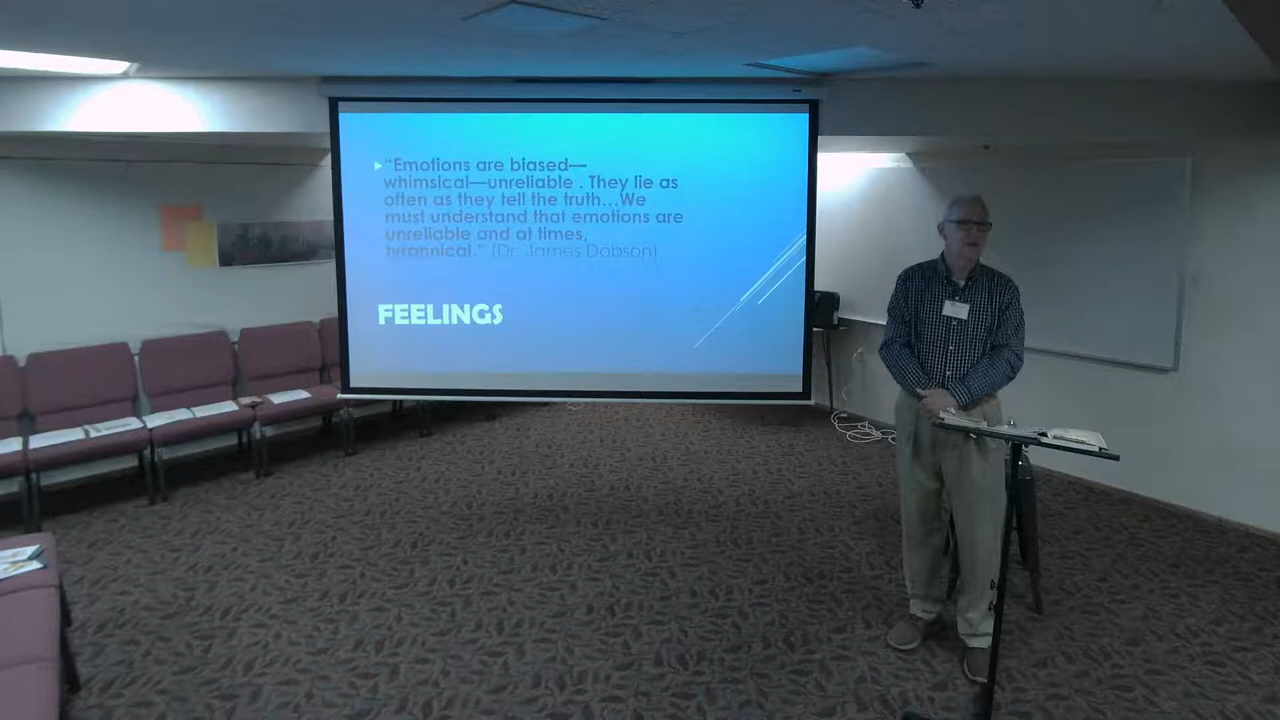 “Emotions are biased—
whimsical—unreliable . They lie as
often as they tell the truth...We
must understand that emotions are
unreliable and at times,
tyrannical.” (Dr. James Dobson)
FEELINGS